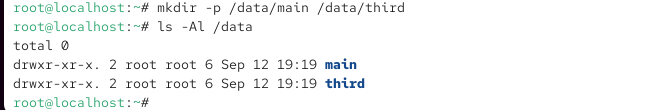 root@localhost:~# mkdir -p /data/main /data/third
root@localhost:~# ls -Al /data
total 0
drwxr-xr-x. 2 root root 6 Sep 12 19:19 main
drwxr-xr-x. 2 root root 6 Sep 12 19:19 third
root@localhost:~#